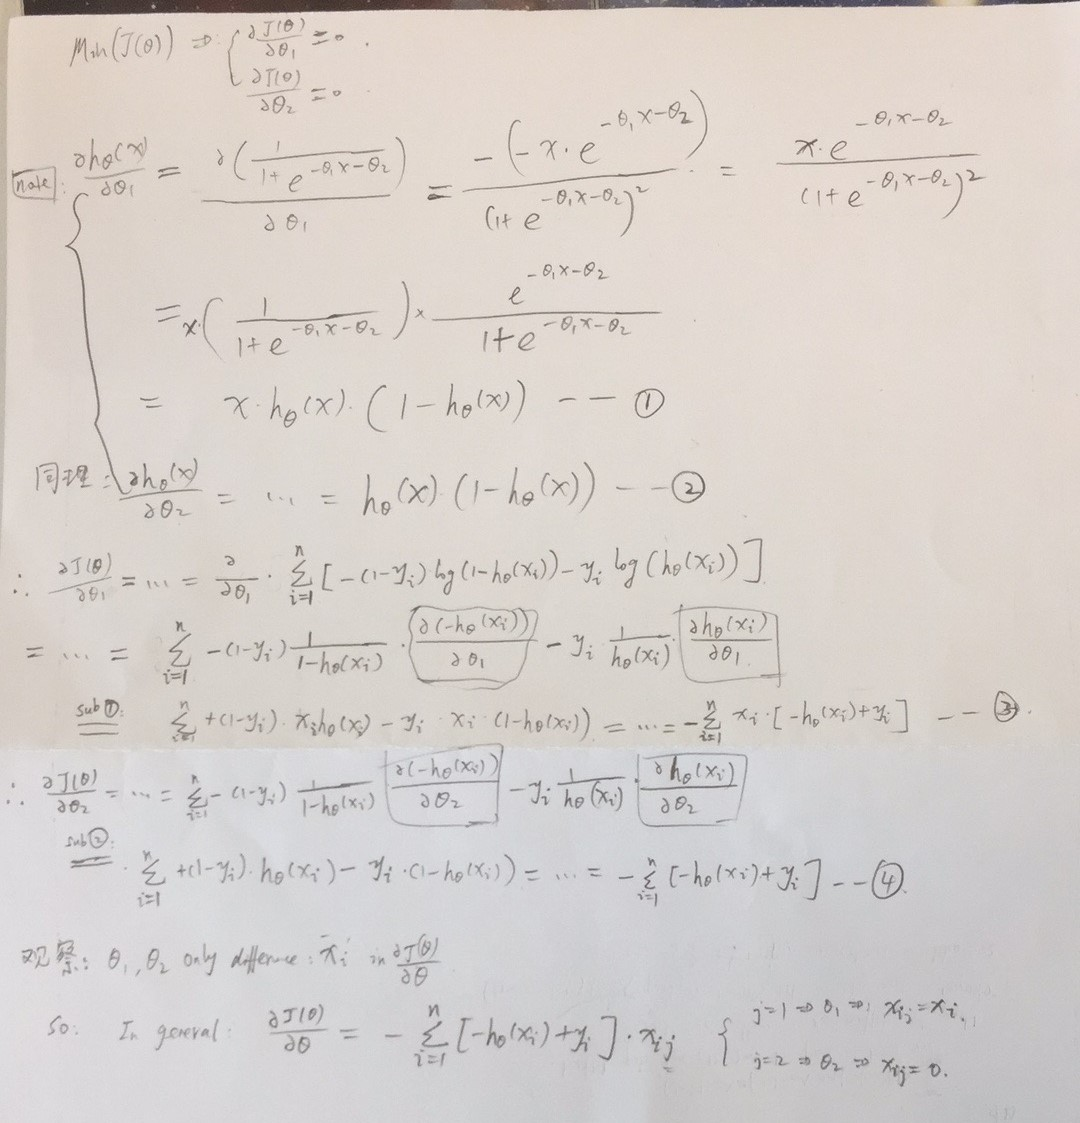 Min(J(θ)) ⇒ { ∂J(θ)/∂θ₁ = 0 .
∂J(θ)/∂θ₂ = 0
note: ∂hθ(x)/∂θ₁ = ∂(1/(1+e^(-θ₁x-θ₂)))/∂θ₁ = -(-x·e^(-θ₁x-θ₂))/(1+e^(-θ₁x-θ₂))² = x·e^(-θ₁x-θ₂)/(1+e^(-θ₁x-θ₂))²
= x·(1/(1+e^(-θ₁x-θ₂))) × e^(-θ₁x-θ₂)/(1+e^(-θ₁x-θ₂))
= x·hθ(x)·(1-hθ(x)) -- ①
同理: ∂hθ(x)/∂θ₂ = ... = hθ(x)·(1-hθ(x)) --②
∴ ∂J(θ)/∂θ₁ = ... = ∂/∂θ₁ · Σ_{i=1}^{n} [-(1-yᵢ)·log(1-hθ(xᵢ))-yᵢ log(hθ(xᵢ))]
= ... = Σ_{i=1}^{n} -(1-yᵢ) 1/(1-hθ(xᵢ)) · ∂(-hθ(xᵢ))/∂θ₁ - yᵢ 1/hθ(xᵢ) · ∂hθ(xᵢ)/∂θ₁
sub①: = Σ_{i=1}^{n} +(1-yᵢ)·xᵢhθ(xᵢ) - yᵢ·xᵢ·(1-hθ(xᵢ)) = ... = -Σ_{i=1}^{n} xᵢ·[-hθ(xᵢ)+yᵢ] --③.
∴ ∂J(θ)/∂θ₂ = ... = Σ_{i=1}^{n} -(1-yᵢ) 1/(1-hθ(xᵢ)) ∂(-hθ(xᵢ))/∂θ₂ - yᵢ 1/hθ(xᵢ) · ∂hθ(xᵢ)/∂θ₂
sub②: = Σ_{i=1}^{n} +(1-yᵢ)·hθ(xᵢ) - yᵢ·(1-hθ(xᵢ)) = ... = -Σ_{i=1}^{n} [-hθ(xᵢ)+yᵢ] --④.
观察: θ₁, θ₂ only difference: xᵢ in ∂J(θ)/∂θ
So: In general: ∂J(θ)/∂θ = -Σ_{i=1}^{n} [-hθ(xᵢ)+yᵢ]·xᵢⱼ { j=1 ⇒ θ₁ ⇒ xᵢⱼ=xᵢ.
j=2 ⇒ θ₂ ⇒ xᵢⱼ=0.